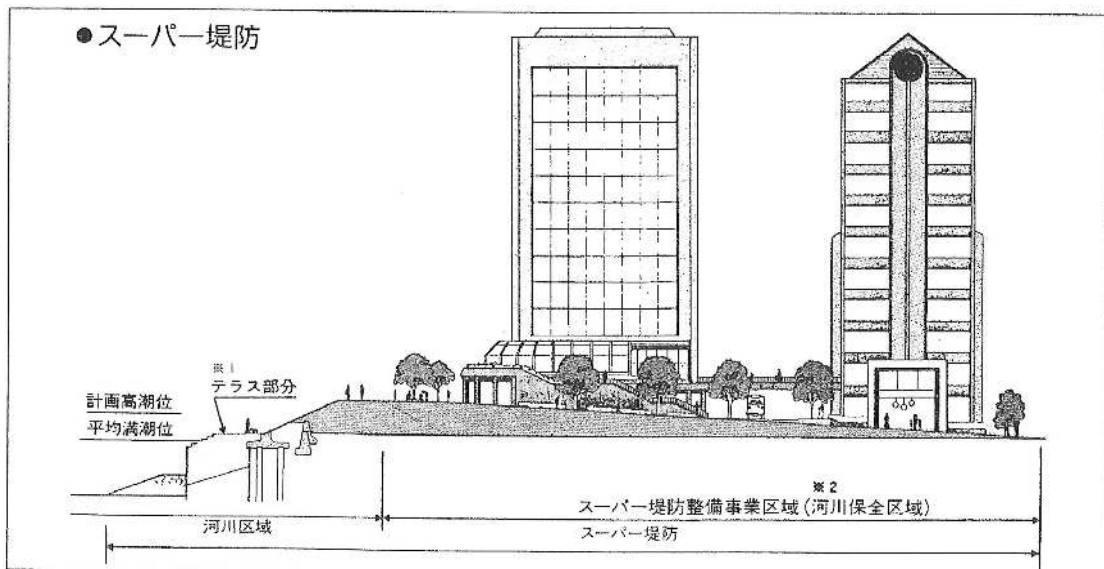 ●スーパー堤防
※1
テラス部分
計画高潮位
平均満潮位
※2
スーパー堤防整備事業区域(河川保全区域)
河川区域
スーパー堤防